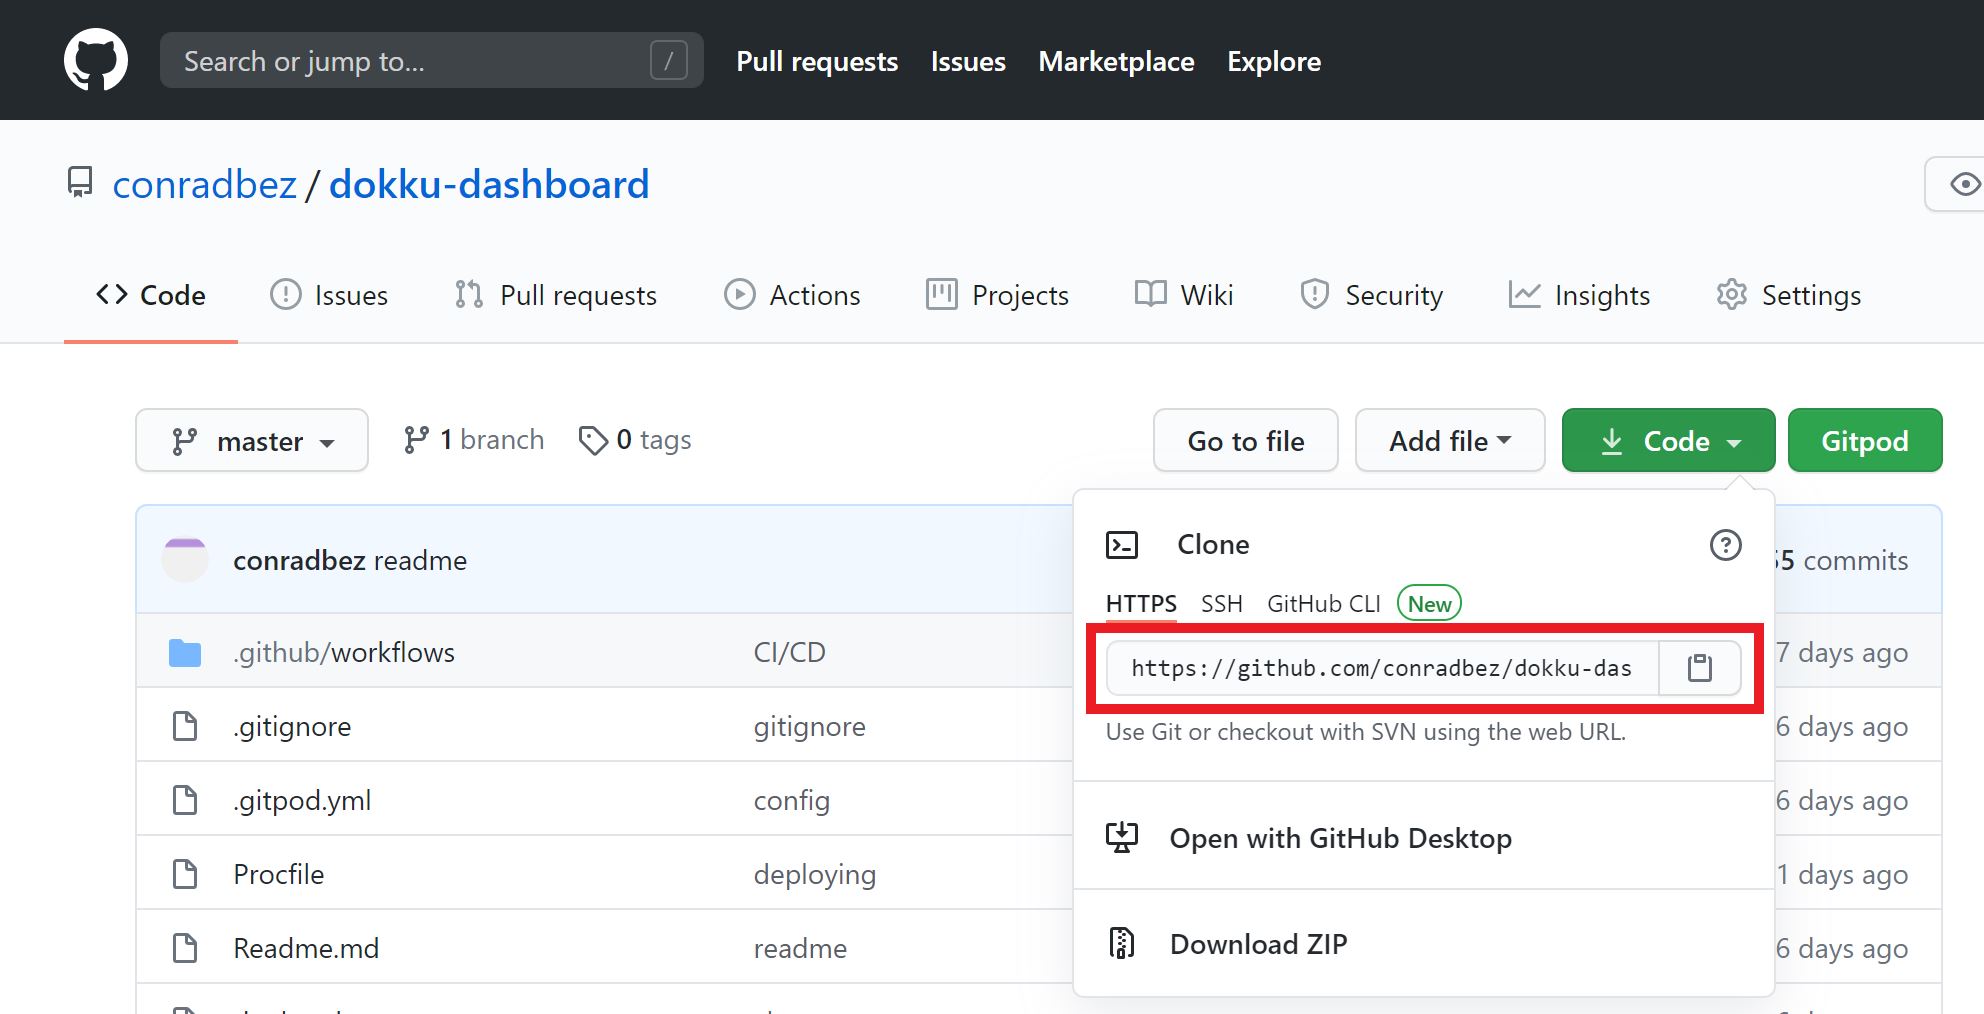 Search or jump to... /
Pull requests Issues Marketplace Explore
conradbez / dokku-dashboard
Code Issues Pull requests Actions Projects Wiki Security Insights Settings
master 1 branch 0 tags Go to file Add file Code Gitpod
conradbez readme commits
Clone
HTTPS SSH GitHub CLI New
.github/workflows CI/CD 7 days ago
https://github.com/conradbez/dokku-das
.gitignore gitignore 6 days ago
Use Git or checkout with SVN using the web URL.
.gitpod.yml config 6 days ago
Open with GitHub Desktop
Procfile deploying 1 days ago
Readme.md readme 6 days ago
Download ZIP